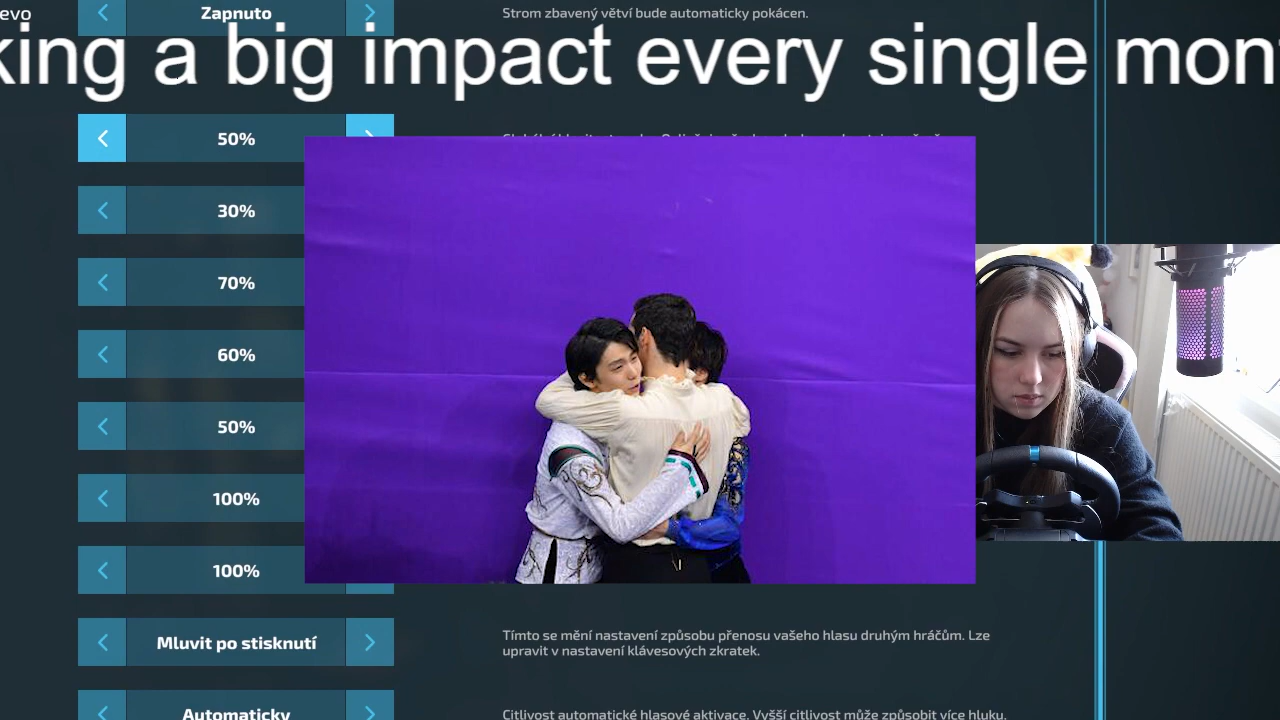 evo
Zapnuto
Strom zbavený větví bude automaticky pokácen.
king a big impact every single mon
50%
30%
70%
60%
50%
100%
100%
Mluvit po stisknutí
Tímto se mění nastavení způsobu přenosu vašeho hlasu druhým hráčům. Lze
upravit v nastavení klávesových zkratek.
Automaticky
Citlivost automatické hlasové aktivace. Vyšší citlivost může způsobit více hluku.